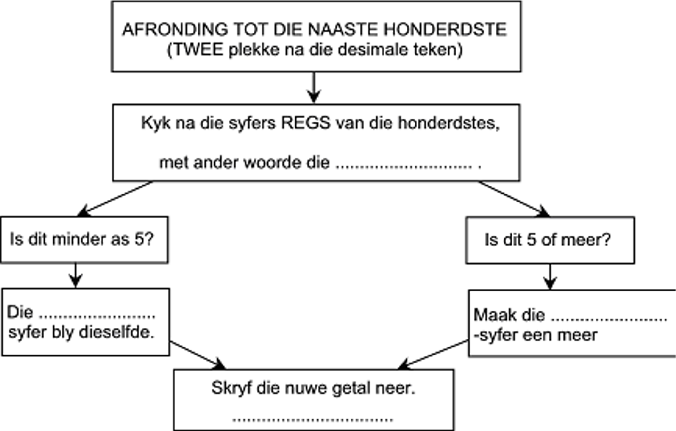 AFRONDING TOT DIE NAASTE HONDERDSTE
(TWEE plekke na die desimale teken)
Kyk na die syfers REGS van die honderdstes,
met ander woorde die ............................. .
Is dit minder as 5?
Is dit 5 of meer?
Die .........................
syfer bly dieselfde.
Maak die .........................
-syfer een meer
Skryf die nuwe getal neer.
..................................